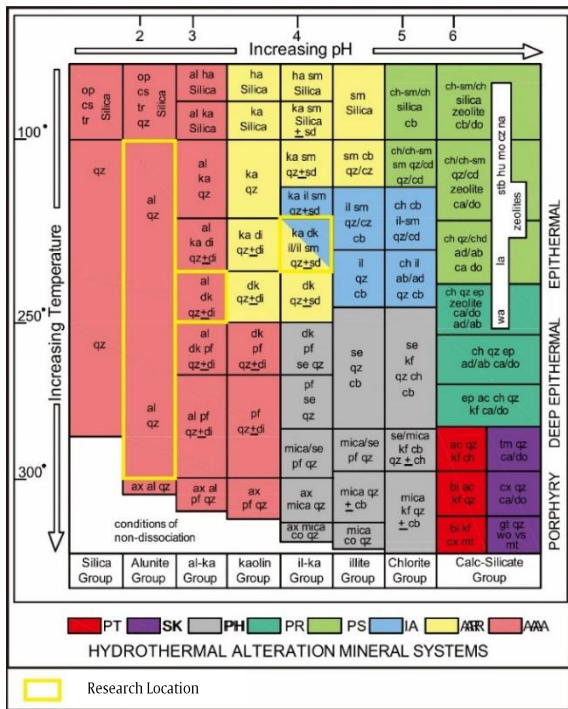 2
3
4
5
6
Increasing pH
Increasing Temperature
100°
250°
300°
op
cs
tr
Silica
qz
qz
op
cs
tr
qz
Silica
al
qz
al
qz
ax al qz
al ha
Silica
al ka
Silica
al
ka
qz
al
ka di
qz±di
al
dk
qz±di
al
dk pf
qz±di
al pf
qz±di
ax al
pf qz
ha
Silica
ka
Silica
ka
qz
ka di
qz±di
dk
qz±di
dk
pf
qz±di
pf
qz±di
ax
pf qz
ha sm
Silica
ka sm
Silica
± sd
ka sm
qz±sd
ka il sm
qz±sd
ka dk
il/il sm
qz±sd
dk ka
qz±sd
dk
pf
se qz
pf
se
qz
mica/se
pf qz
ax
mica qz
ax mica
co qz
sm
Silica
sm cb
qz/cz
il sm
qz/cz
cb
il
qz
cb
se
qz
cb
mica/se
pf qz
mica qz
± cb
mica
co qz
ch/ch-sm
silica
cb
ch/ch-
sm qz/cd
qz/cd
ch cb
il-sm
qz/cd
ch il
ab/ad
qz cb
se
kf
qz ch
cb
se/mica
kf cb
qz ± ch
mica
kf qz
± cb
ch-sm/ch
silica
zeolite
cb/do
ch/ch-sm
qz/cd
zeolite
ca/do
ch qz/chd
ad/ab
ca do
ch qz ep
zeolite
ca/do
ad/ab
ch qz ep
ad/ab ca/do
ep ac ch qz
kf ca/do
ac qz
kf ch
bi ac
kf qz
bi kf
cx mt
tm qz
ca/do
cx qz
ca/do
gt qz
wo vs
mt
stb hu mo cz na
zeolites
la
wa
EPITHERMAL
DEEP EPITHERMAL
PORPHYRY
conditions of
non-dissociation
Silica
Group
Alunite
Group
al-ka
Group
kaolin
Group
il-ka
Group
illite
Group
Chlorite
Group
Calc-Silicate
Group
PT SK PH PR PS IA
HYDROTHERMAL ALTERATION MINERAL SYSTEMS
Research Location